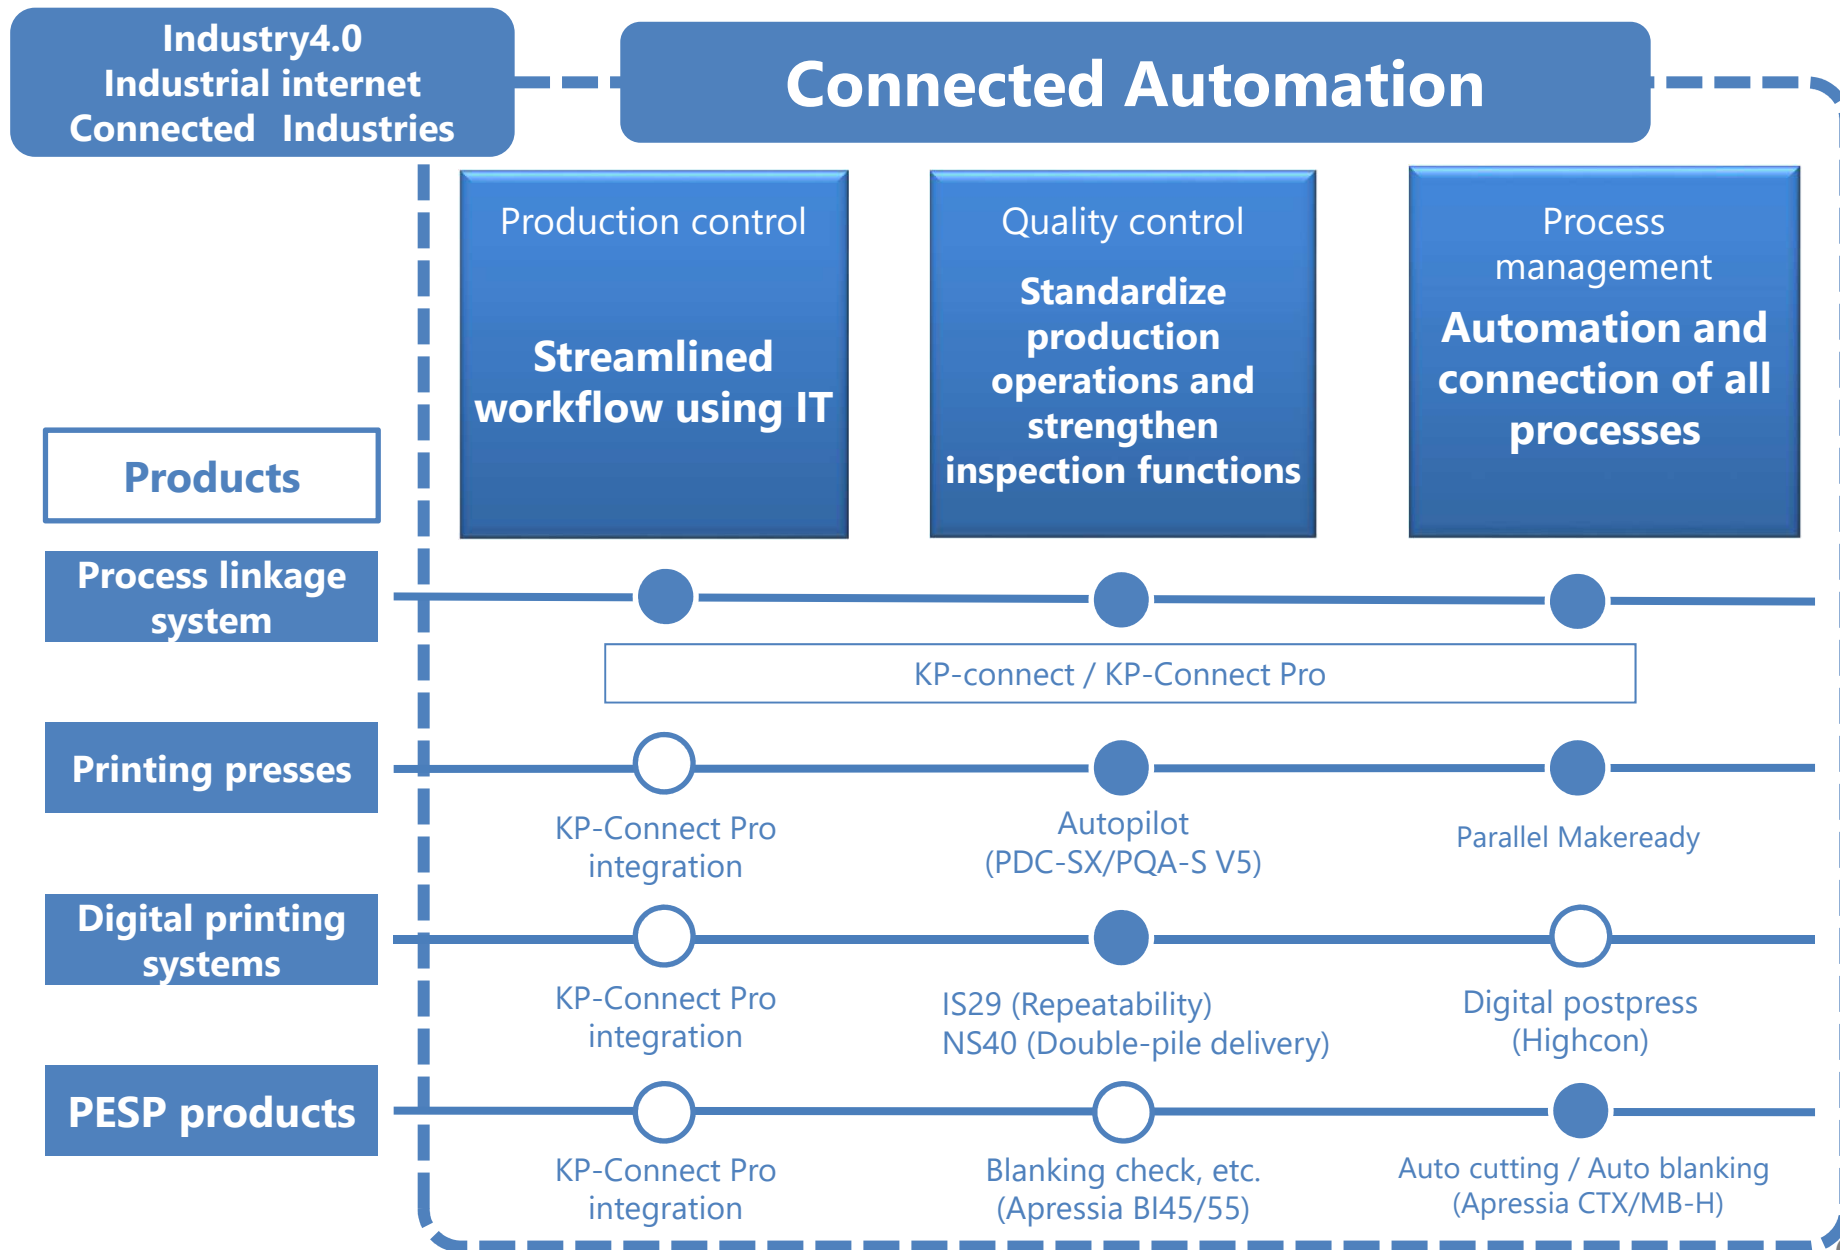 Industry4.0
Industrial internet
Connected Industries
Connected Automation
Production control
Streamlined
workflow using IT
Quality control
Standardize
production
operations and
strengthen
inspection functions
Process
management
Automation and
connection of all
processes
Products
Process linkage
system
KP-connect / KP-Connect Pro
Printing presses
KP-Connect Pro
integration
Autopilot
(PDC-SX/PQA-S V5)
Parallel Makeready
Digital printing
systems
KP-Connect Pro
integration
IS29 (Repeatability)
NS40 (Double-pile delivery)
Digital postpress
(Highcon)
PESP products
KP-Connect Pro
integration
Blanking check, etc.
(Apressia BI45/55)
Auto cutting / Auto blanking
(Apressia CTX/MB-H)